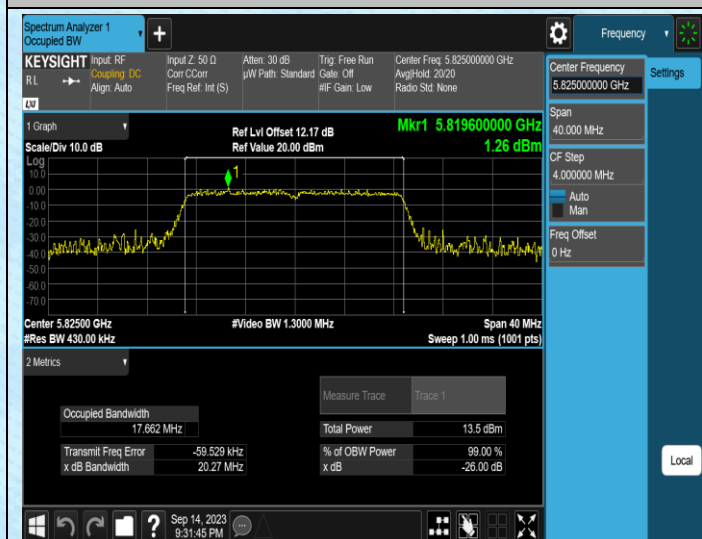 Spectrum Analyzer 1
Occupied BW
+
Frequency
KEYSIGHT
RL
LXI
Input: RF
Coupling: DC
Align: Auto
Input Z: 50 Ω
Corr CCorr
Freq Ref: Int (S)
Atten: 30 dB
µW Path: Standard
Trig: Free Run
Gate: Off
#IF Gain: Low
Center Freq: 5.825000000 GHz
Avg|Hold: 20/20
Radio Std: None
Center Frequency
5.825000000 GHz
Settings
Span
40.000 MHz
CF Step
4.000000 MHz
Auto
Man
Freq Offset
0 Hz
1 Graph
Scale/Div 10.0 dB
Ref Lvl Offset 12.17 dB
Ref Value 20.00 dBm
Mkr1 5.819600000 GHz
1.26 dBm
Log
10.0
0.00
-10.0
-20.0
-30.0
-40.0
-50.0
-60.0
-70.0
1
Center 5.82500 GHz
#Res BW 430.00 kHz
#Video BW 1.3000 MHz
Span 40 MHz
Sweep 1.00 ms (1001 pts)
2 Metrics
Measure Trace
Trace 1
Occupied Bandwidth
17.662 MHz
Total Power
13.5 dBm
Transmit Freq Error
-59.529 kHz
% of OBW Power
99.00 %
x dB Bandwidth
20.27 MHz
x dB
-26.00 dB
Local
?
Sep 14, 2023
9:31:45 PM